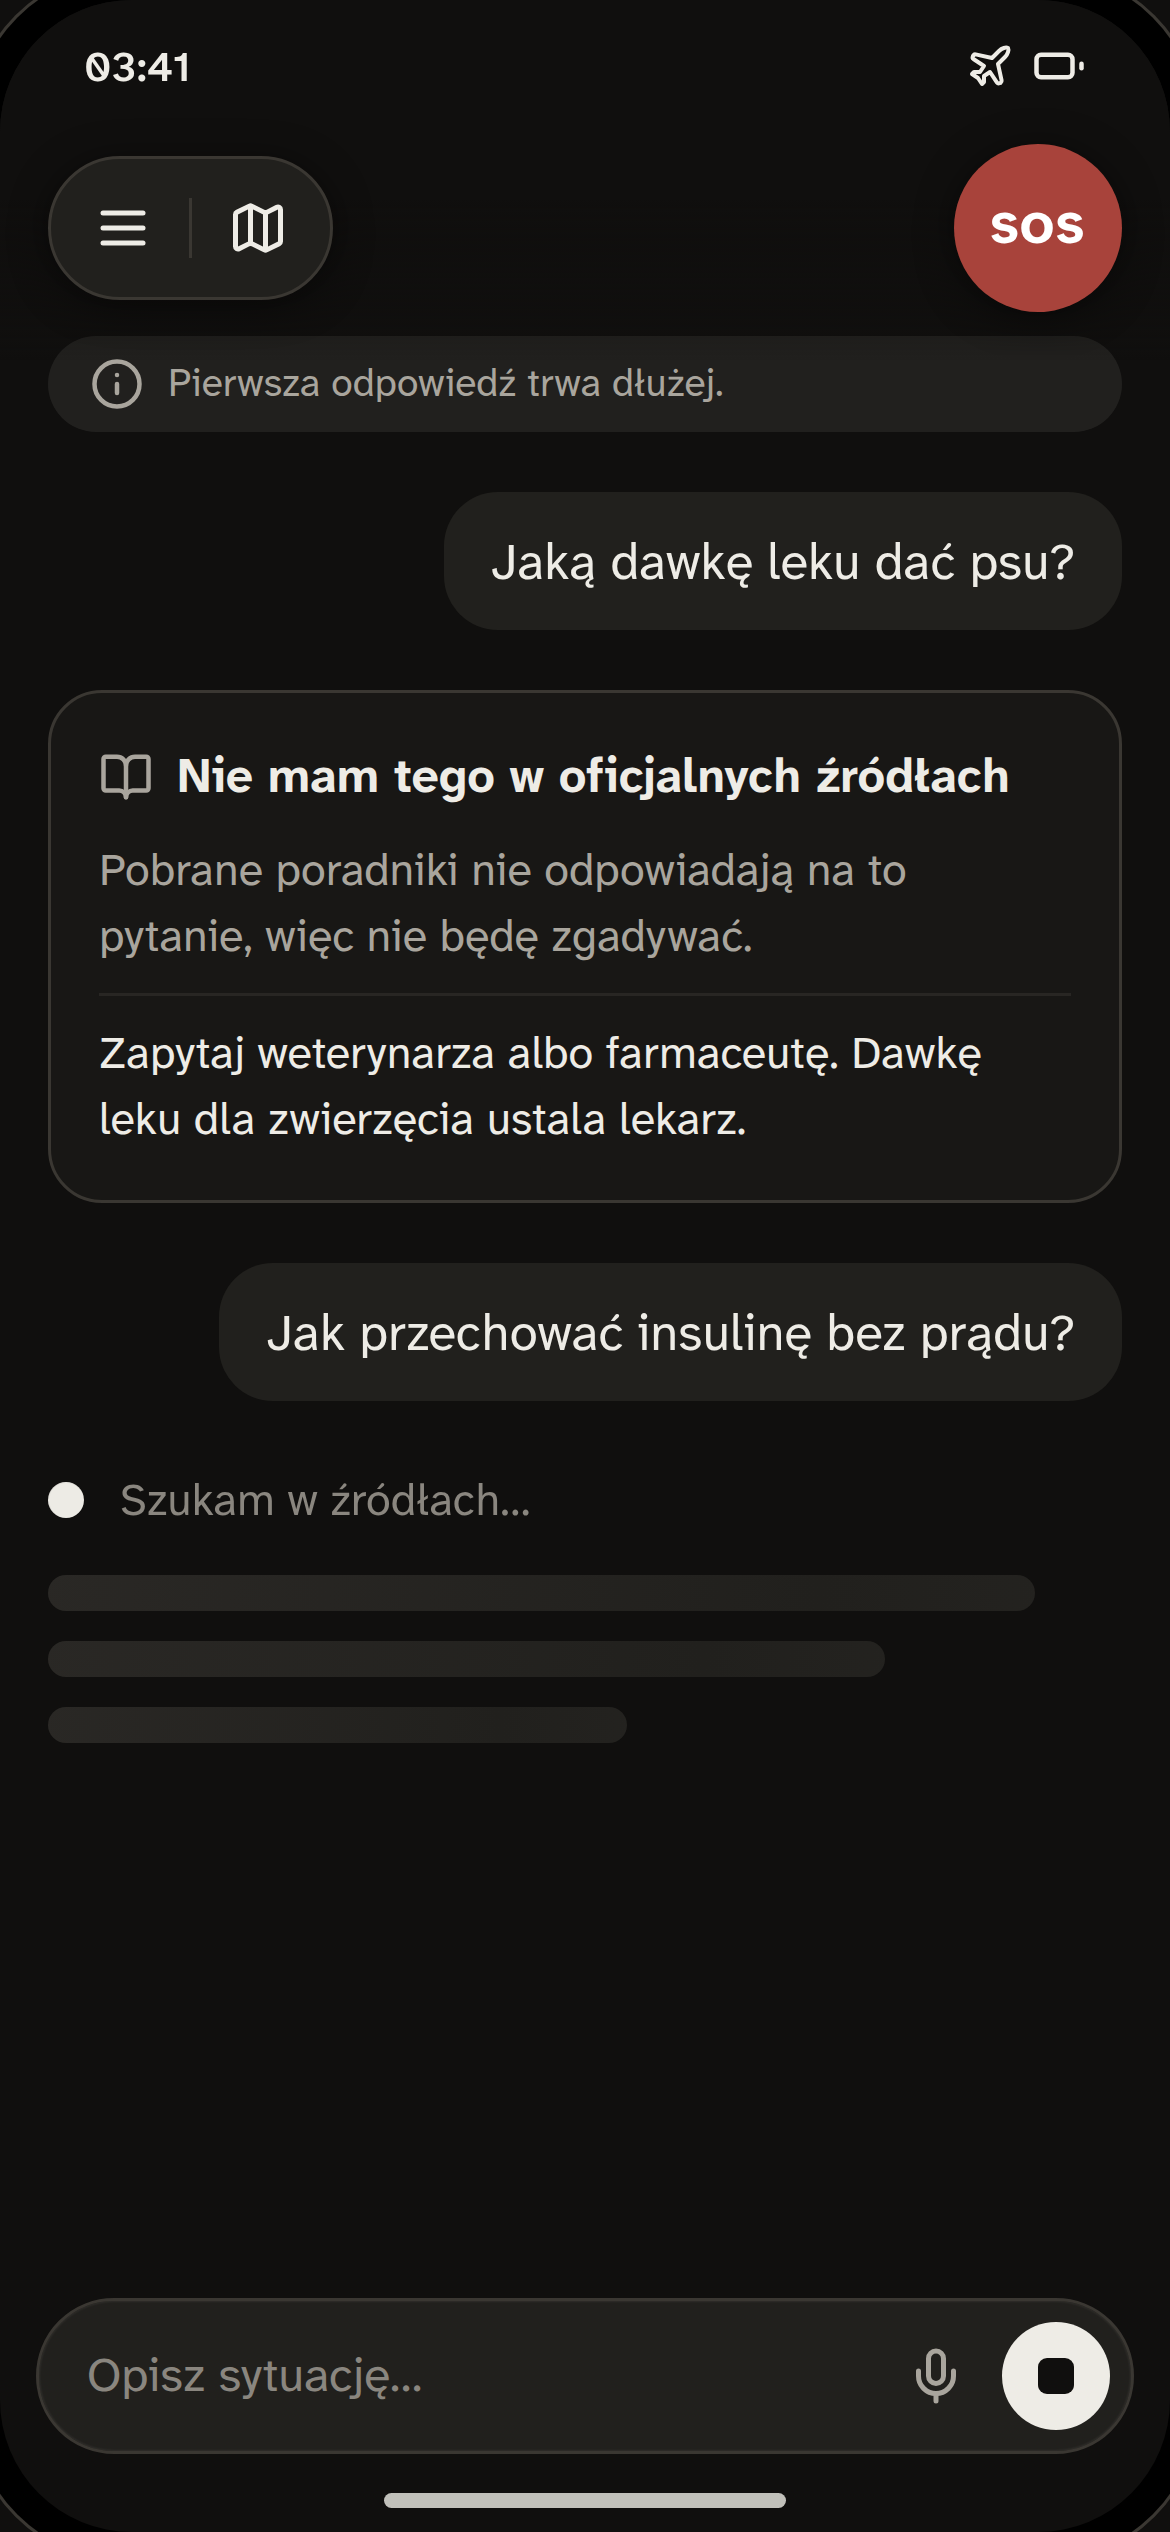 03:41
SOS
Pierwsza odpowiedź trwa dłużej.
Jaką dawkę leku dać psu?
Nie mam tego w oficjalnych źródłach
Pobrane poradniki nie odpowiadają na to
pytanie, więc nie będę zgadywać.
Zapytaj weterynarza albo farmaceutę. Dawkę
leku dla zwierzęcia ustala lekarz.
Jak przechować insulinę bez prądu?
Szukam w źródłach...
Opisz sytuację...